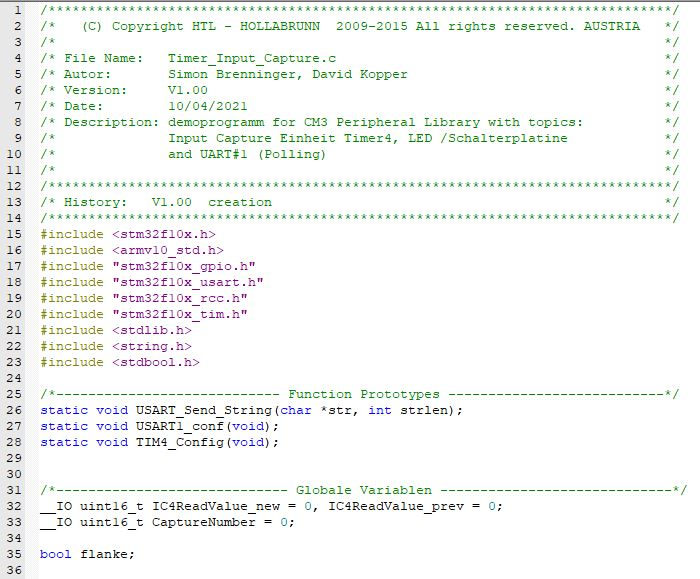 1 /******************************************************************************/
2 /*   (C) Copyright HTL - HOLLABRUNN  2009-2015 All rights reserved. AUSTRIA   */
3 /*                                                                            */
4 /* File Name:   Timer_Input_Capture.c                                         */
5 /* Autor:       Simon Brenninger, David Kopper                                */
6 /* Version:     V1.00                                                         */
7 /* Date:        10/04/2021                                                    */
8 /* Description: demoprogramm for CM3 Peripheral Library with topics:          */
9 /*              Input Capture Einheit Timer4, LED /Schalterplatine            */
10 /*              and UART#1 (Polling)                                          */
11 /*                                                                            */
12 /******************************************************************************/
13 /* History:   V1.00  creation                                                 */
14 /******************************************************************************/
15 #include <stm32f10x.h>
16 #include <armv10_std.h>
17 #include "stm32f10x_gpio.h"
18 #include "stm32f10x_usart.h"
19 #include "stm32f10x_rcc.h"
20 #include "stm32f10x_tim.h"
21 #include <stdlib.h>
22 #include <string.h>
23 #include <stdbool.h>
24
25 /*---------------------------- Function Prototypes ---------------------------*/
26 static void USART_Send_String(char *str, int strlen);
27 static void USART1_conf(void);
28 static void TIM4_Config(void);
29
30
31 /*----------------------------- Globale Variablen -----------------------------*/
32 __IO uint16_t IC4ReadValue_new = 0, IC4ReadValue_prev = 0;
33 __IO uint16_t CaptureNumber = 0;
34
35 bool flanke;
36